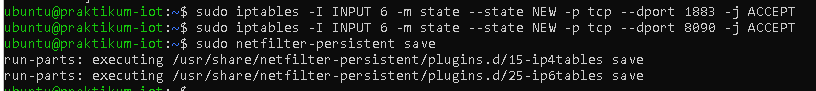 ubuntu@praktikum-iot:~$ sudo iptables -I INPUT 6 -m state --state NEW -p tcp --dport 1883 -j ACCEPT
ubuntu@praktikum-iot:~$ sudo iptables -I INPUT 6 -m state --state NEW -p tcp --dport 8090 -j ACCEPT
ubuntu@praktikum-iot:~$ sudo netfilter-persistent save
run-parts: executing /usr/share/netfilter-persistent/plugins.d/15-ip4tables save
run-parts: executing /usr/share/netfilter-persistent/plugins.d/25-ip6tables save
ubuntu@praktikum-iot:~$